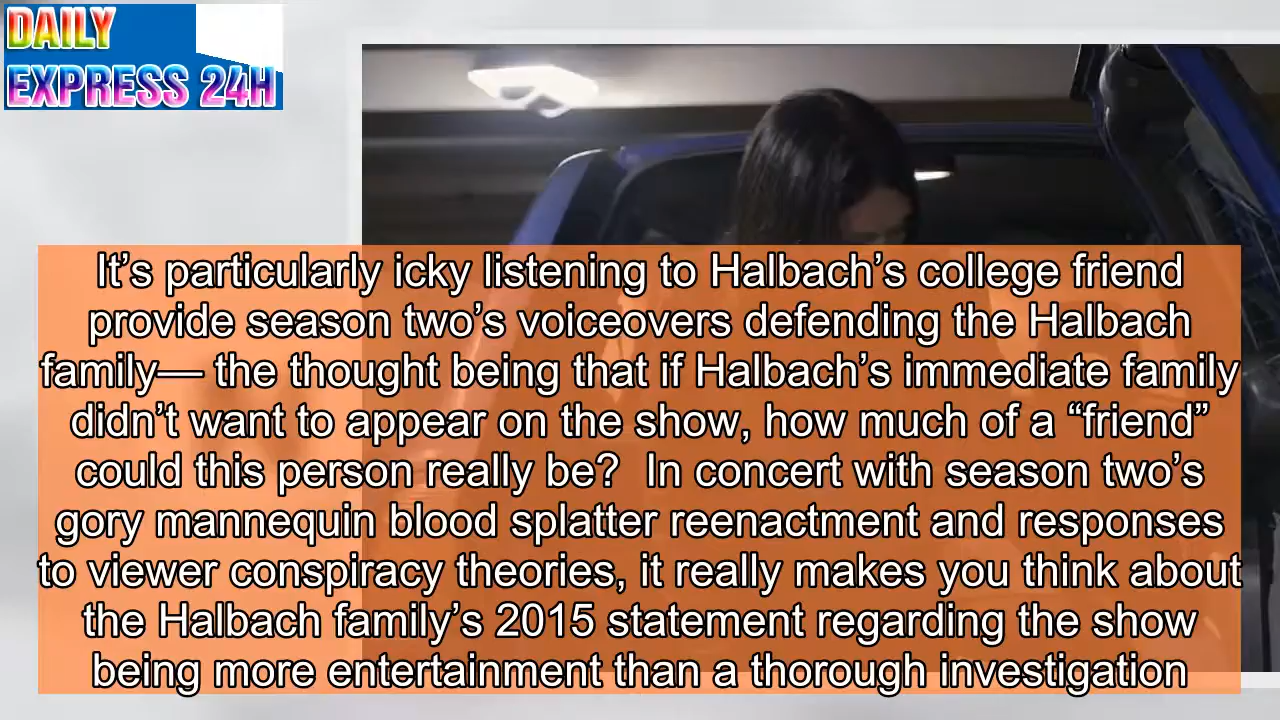 DAILY
EXPRESS 24H
It’s particularly icky listening to Halbach’s college friend
provide season two’s voiceovers defending the Halbach
family— the thought being that if Halbach’s immediate family
didn’t want to appear on the show, how much of a “friend”
could this person really be?  In concert with season two’s
gory mannequin blood splatter reenactment and responses
to viewer conspiracy theories, it really makes you think about
the Halbach family’s 2015 statement regarding the show
being more entertainment than a thorough investigation